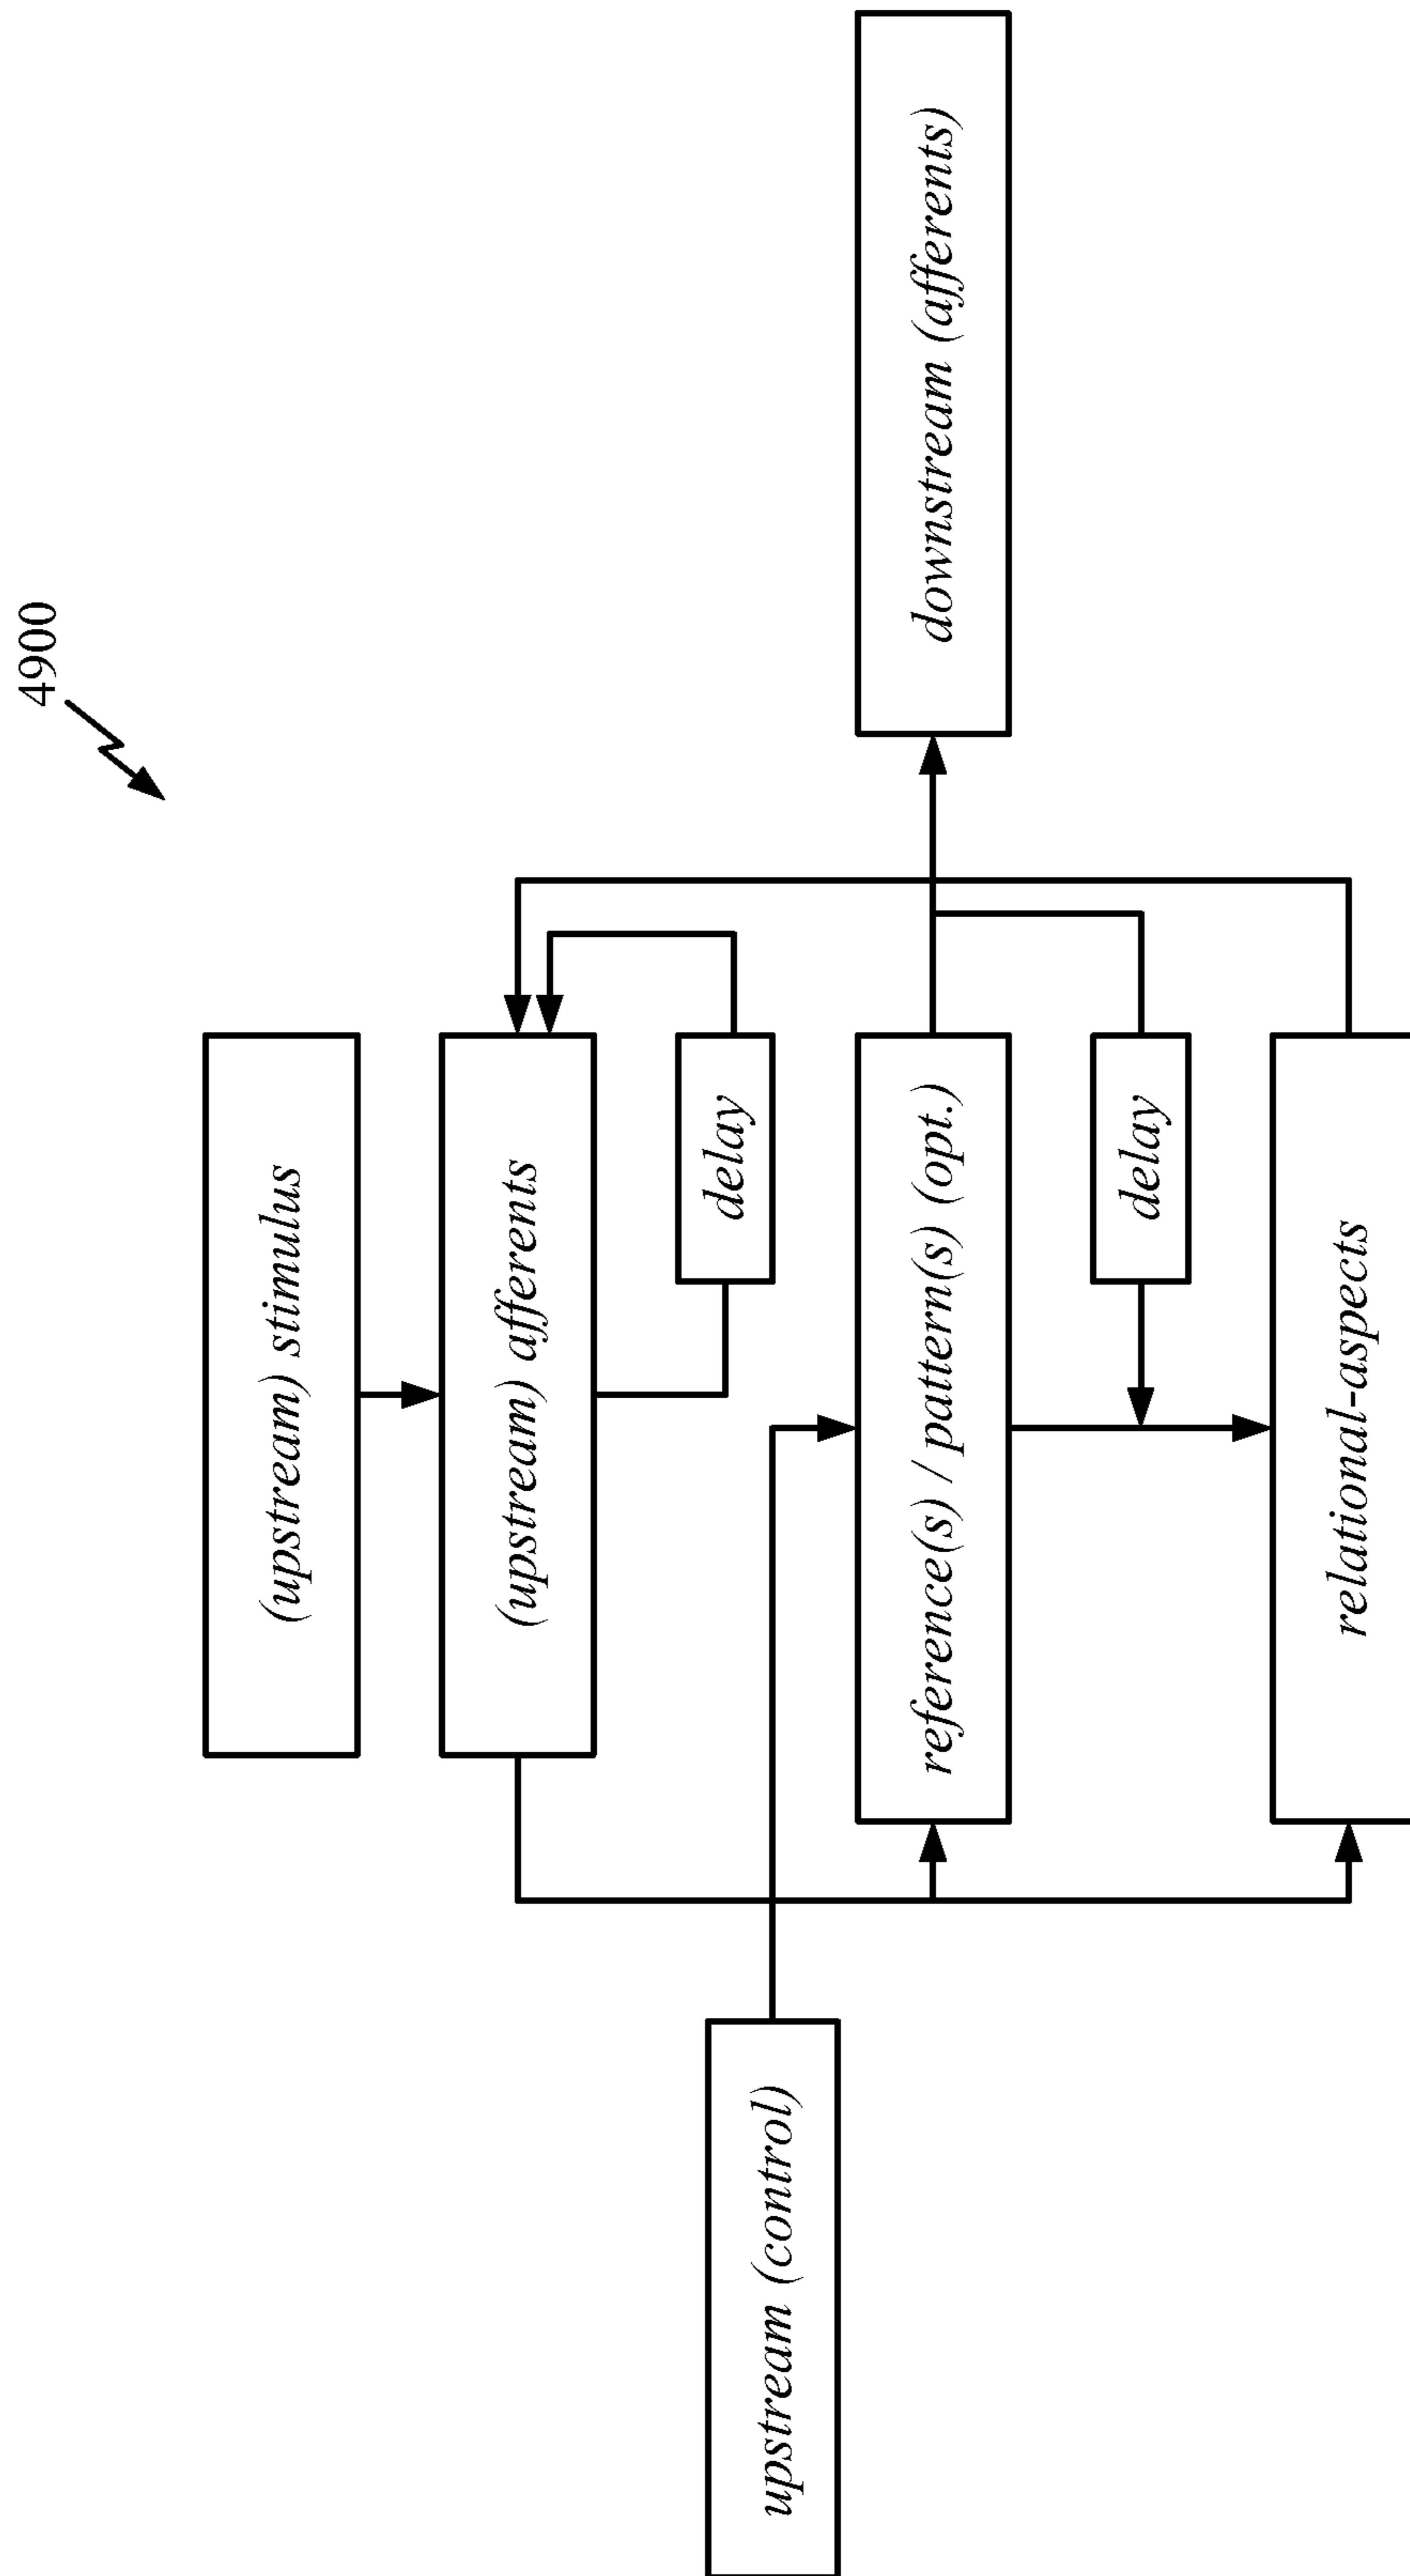 4900
(upstream) stimulus
(upstream) afferents
delay
upstream (control)
reference(s) / pattern(s) (opt.)
downstream (afferents)
delay
relational-aspects